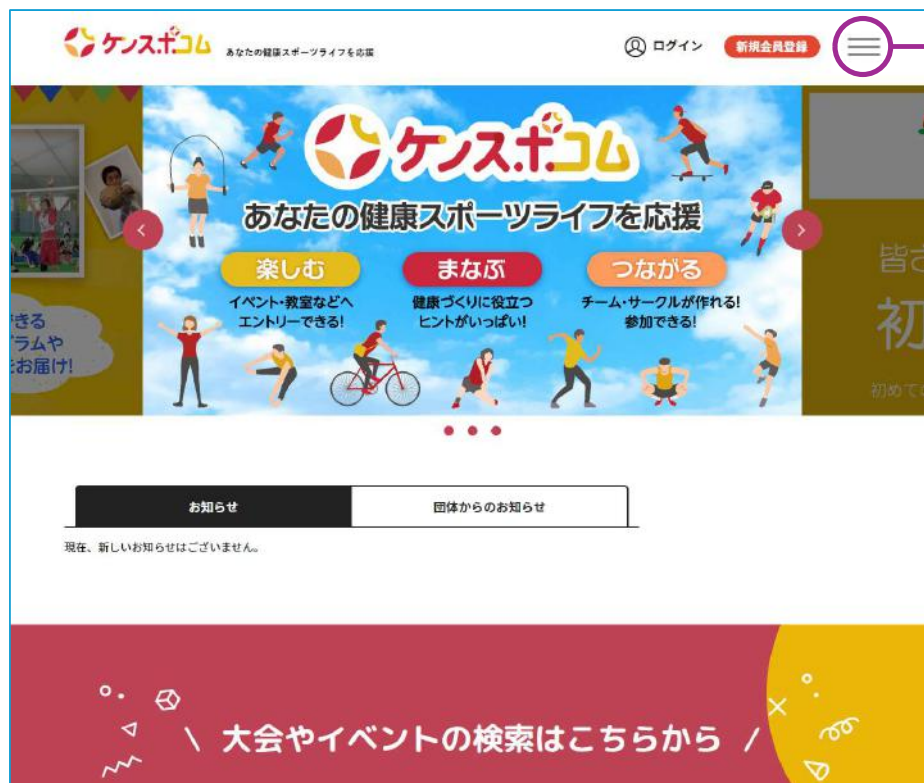 ケンスポコム
あなたの健康スポーツライフを応援
ログイン
新規会員登録
ケンスポコム
あなたの健康スポーツライフを応援
楽しむ
まなぶ
つながる
イベント・教室などへ
エントリーできる!
健康づくりに役立つ
ヒントがいっぱい!
チーム・サークルが作れる!
参加できる!
きる
ラムや
お届け!
皆さ
初
初めての
お知らせ
団体からのお知らせ
現在、新しいお知らせはございません。
\ 大会やイベントの検索はこちらから /